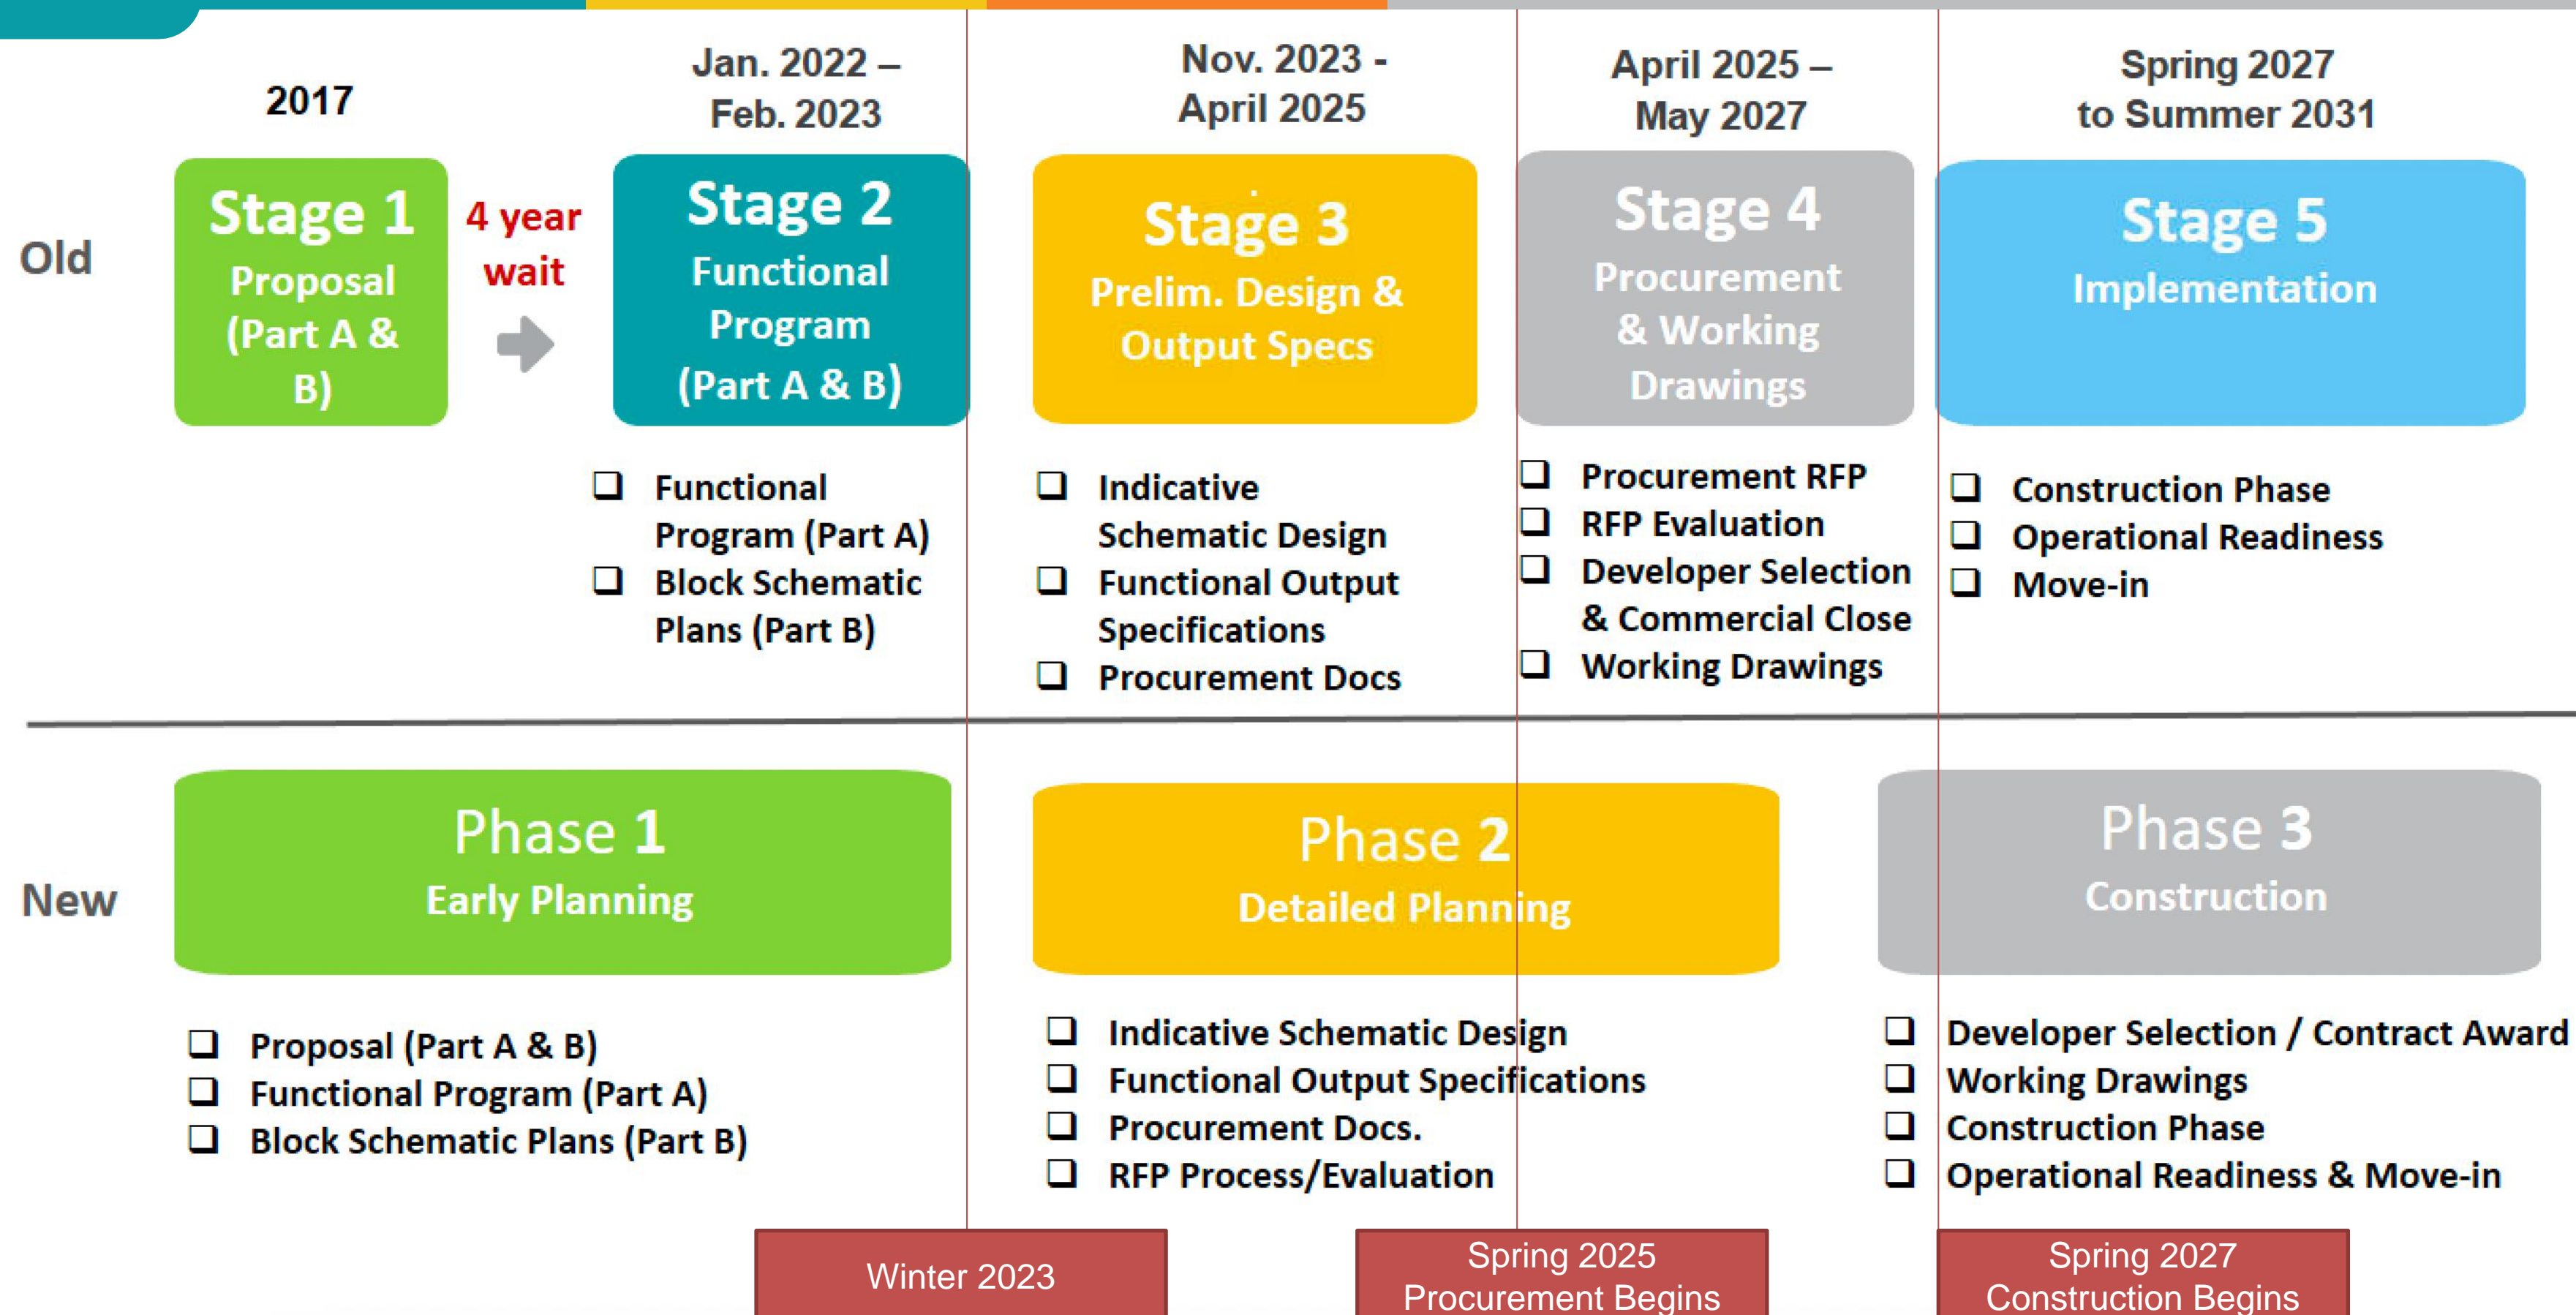 2017
Jan. 2022 –
Feb. 2023
Nov. 2023 -
April 2025
April 2025 –
May 2027
Spring 2027
to Summer 2031
Old
Stage 1
Proposal
(Part A &
B)
4 year
wait
Stage 2
Functional
Program
(Part A & B)
Stage 3
Prelim. Design &
Output Specs
Stage 4
Procurement
& Working
Drawings
Stage 5
Implementation
❑ Functional
Program (Part A)
❑ Block Schematic
Plans (Part B)
❑ Indicative
Schematic Design
❑ Functional Output
Specifications
❑ Procurement Docs
❑ Procurement RFP
❑ RFP Evaluation
❑ Developer Selection
& Commercial Close
❑ Working Drawings
❑ Construction Phase
❑ Operational Readiness
❑ Move-in
New
Phase 1
Early Planning
Phase 2
Detailed Planning
Phase 3
Construction
❑ Proposal (Part A & B)
❑ Functional Program (Part A)
❑ Block Schematic Plans (Part B)
❑ Indicative Schematic Design
❑ Functional Output Specifications
❑ Procurement Docs.
❑ RFP Process/Evaluation
❑ Developer Selection / Contract Award
❑ Working Drawings
❑ Construction Phase
❑ Operational Readiness & Move-in
Winter 2023
Spring 2025
Procurement Begins
Spring 2027
Construction Begins